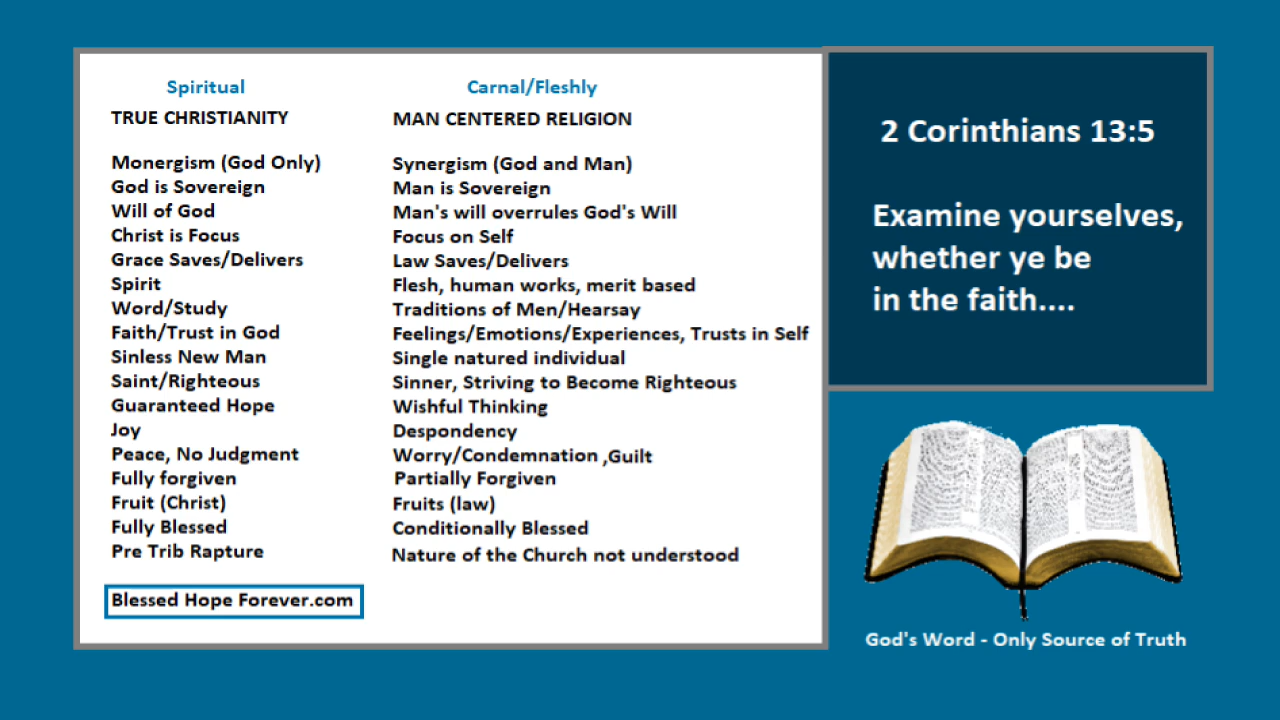 Spiritual Carnal/Fleshly
TRUE CHRISTIANITY MAN CENTERED RELIGION
Monergism (God Only) Synergism (God and Man)
God is Sovereign Man is Sovereign
Will of God Man's will overrules God's Will
Christ is Focus Focus on Self
Grace Saves/Delivers Law Saves/Delivers
Spirit Flesh, human works, merit based
Word/Study Traditions of Men/Hearsay
Faith/Trust in God Feelings/Emotions/Experiences, Trusts in Self
Sinless New Man Single natured individual
Saint/Righteous Sinner, Striving to Become Righteous
Guaranteed Hope Wishful Thinking
Joy Despondency
Peace, No Judgment Worry/Condemnation ,Guilt
Fully forgiven Partially Forgiven
Fruit (Christ) Fruits (law)
Fully Blessed Conditionally Blessed
Pre Trib Rapture Nature of the Church not understood
Blessed Hope Forever.com
2 Corinthians 13:5
Examine yourselves,
whether ye be
in the faith....
God's Word - Only Source of Truth